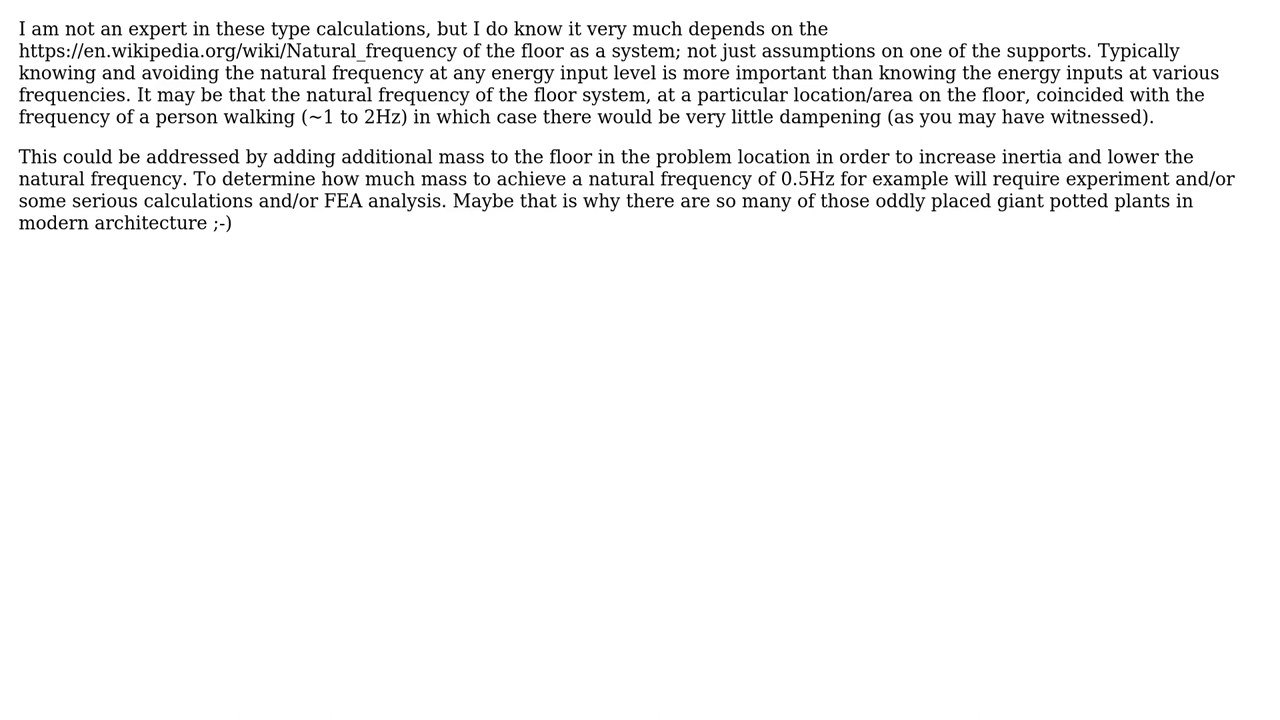 I am not an expert in these type calculations, but I do know it very much depends on the
https://en.wikipedia.org/wiki/Natural_frequency of the floor as a system; not just assumptions on one of the supports. Typically
knowing and avoiding the natural frequency at any energy input level is more important than knowing the energy inputs at various
frequencies. It may be that the natural frequency of the floor system, at a particular location/area on the floor, coincided with the
frequency of a person walking (~1 to 2Hz) in which case there would be very little dampening (as you may have witnessed).
This could be addressed by adding additional mass to the floor in the problem location in order to increase inertia and lower the
natural frequency. To determine how much mass to achieve a natural frequency of 0.5Hz for example will require experiment and/or
some serious calculations and/or FEA analysis. Maybe that is why there are so many of those oddly placed giant potted plants in
modern architecture ;-)